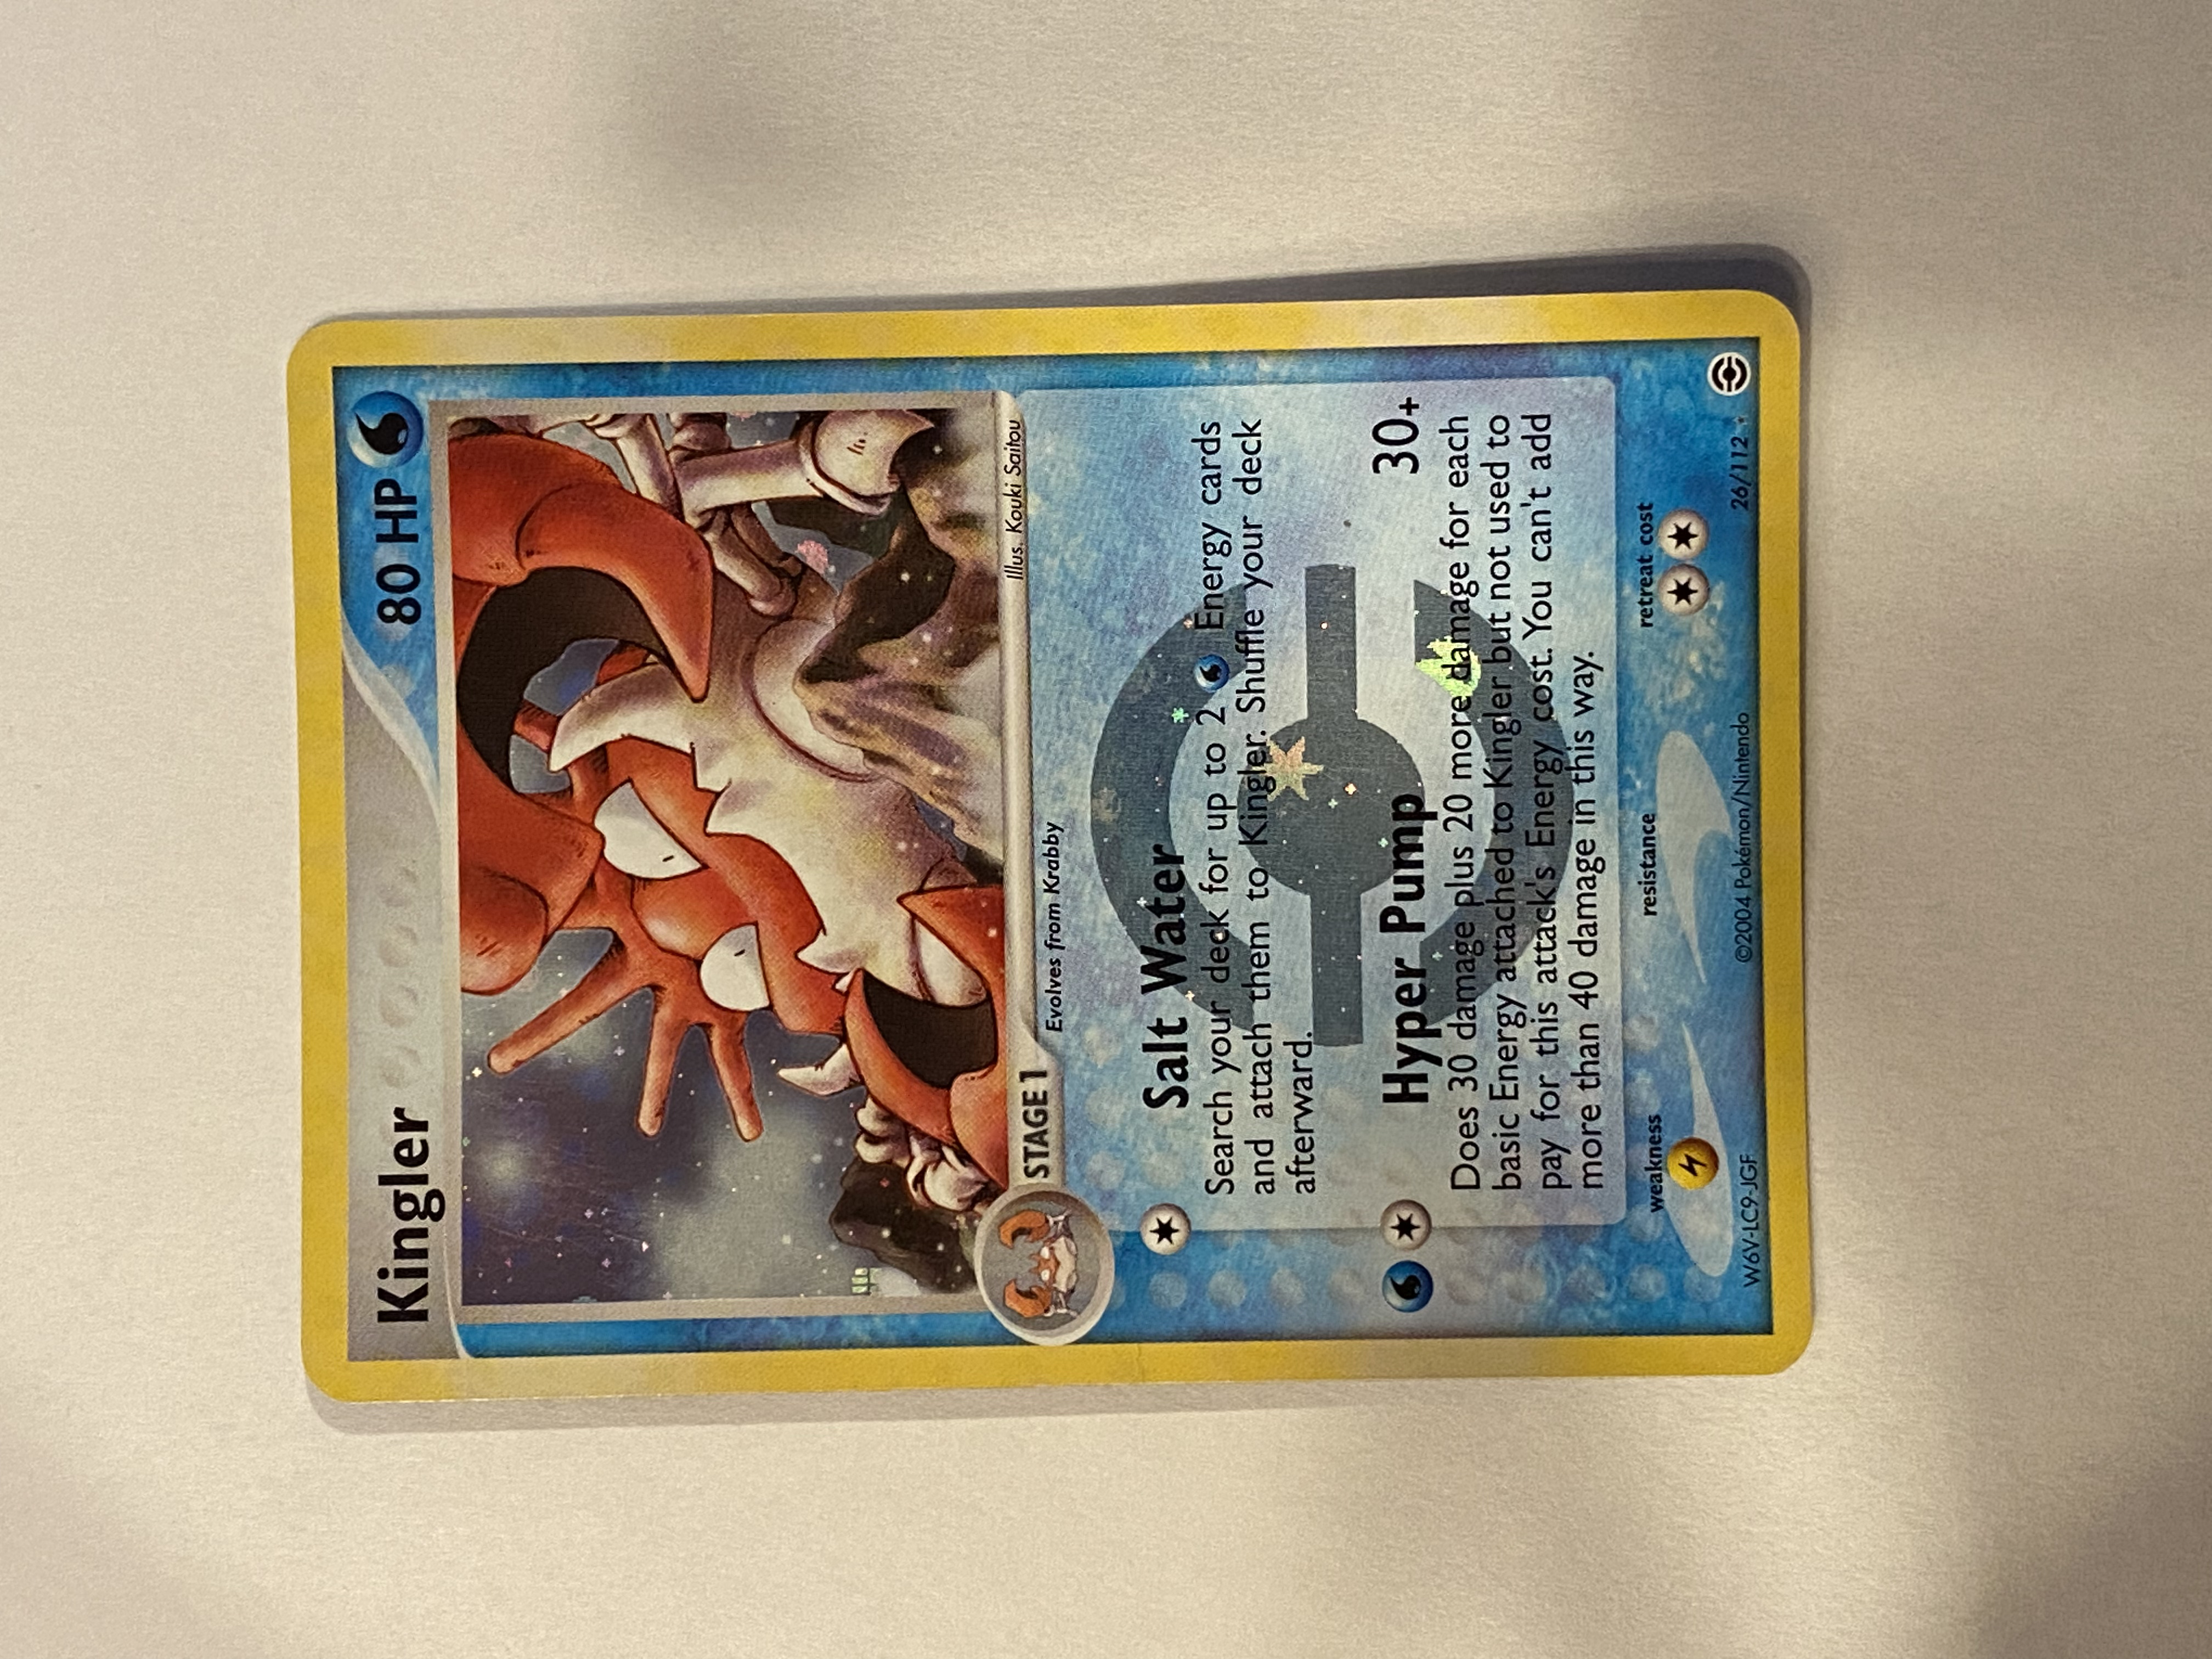 Kingler 80 HP
Illus. Kouki Saitou
STAGE 1
Evolves from Krabby
Salt Water
Search your deck for up to 2 Energy cards
and attach them to Kingler. Shuffle your deck
afterward.
Hyper Pump 30+
Does 30 damage plus 20 more damage for each
basic Energy attached to Kingler but not used to
pay for this attack's Energy cost. You can't add
more than 40 damage in this way.
weakness resistance retreat cost
W6V-LC9-JGF ©2004 Pokémon/Nintendo 26/112 ★